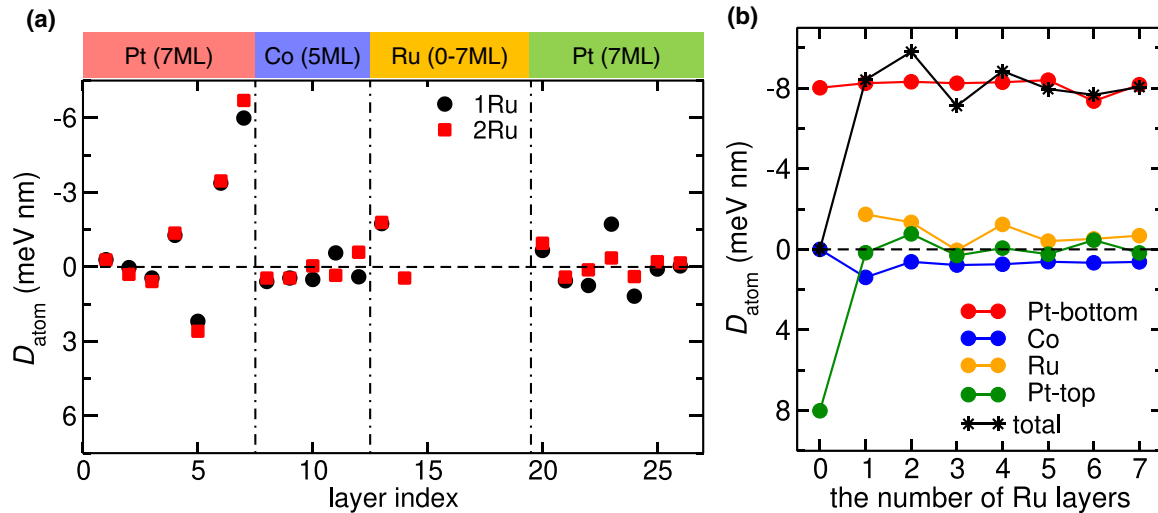 (a)
Pt (7ML) Co (5ML) Ru (0-7ML) Pt (7ML)
1Ru
2Ru
-6
-3
0
3
6
D_atom (meV nm)
0 5 10 15 20 25
layer index
(b)
-8
-4
0
4
8
D_atom (meV nm)
Pt-bottom
Co
Ru
Pt-top
total
0 1 2 3 4 5 6 7
the number of Ru layers